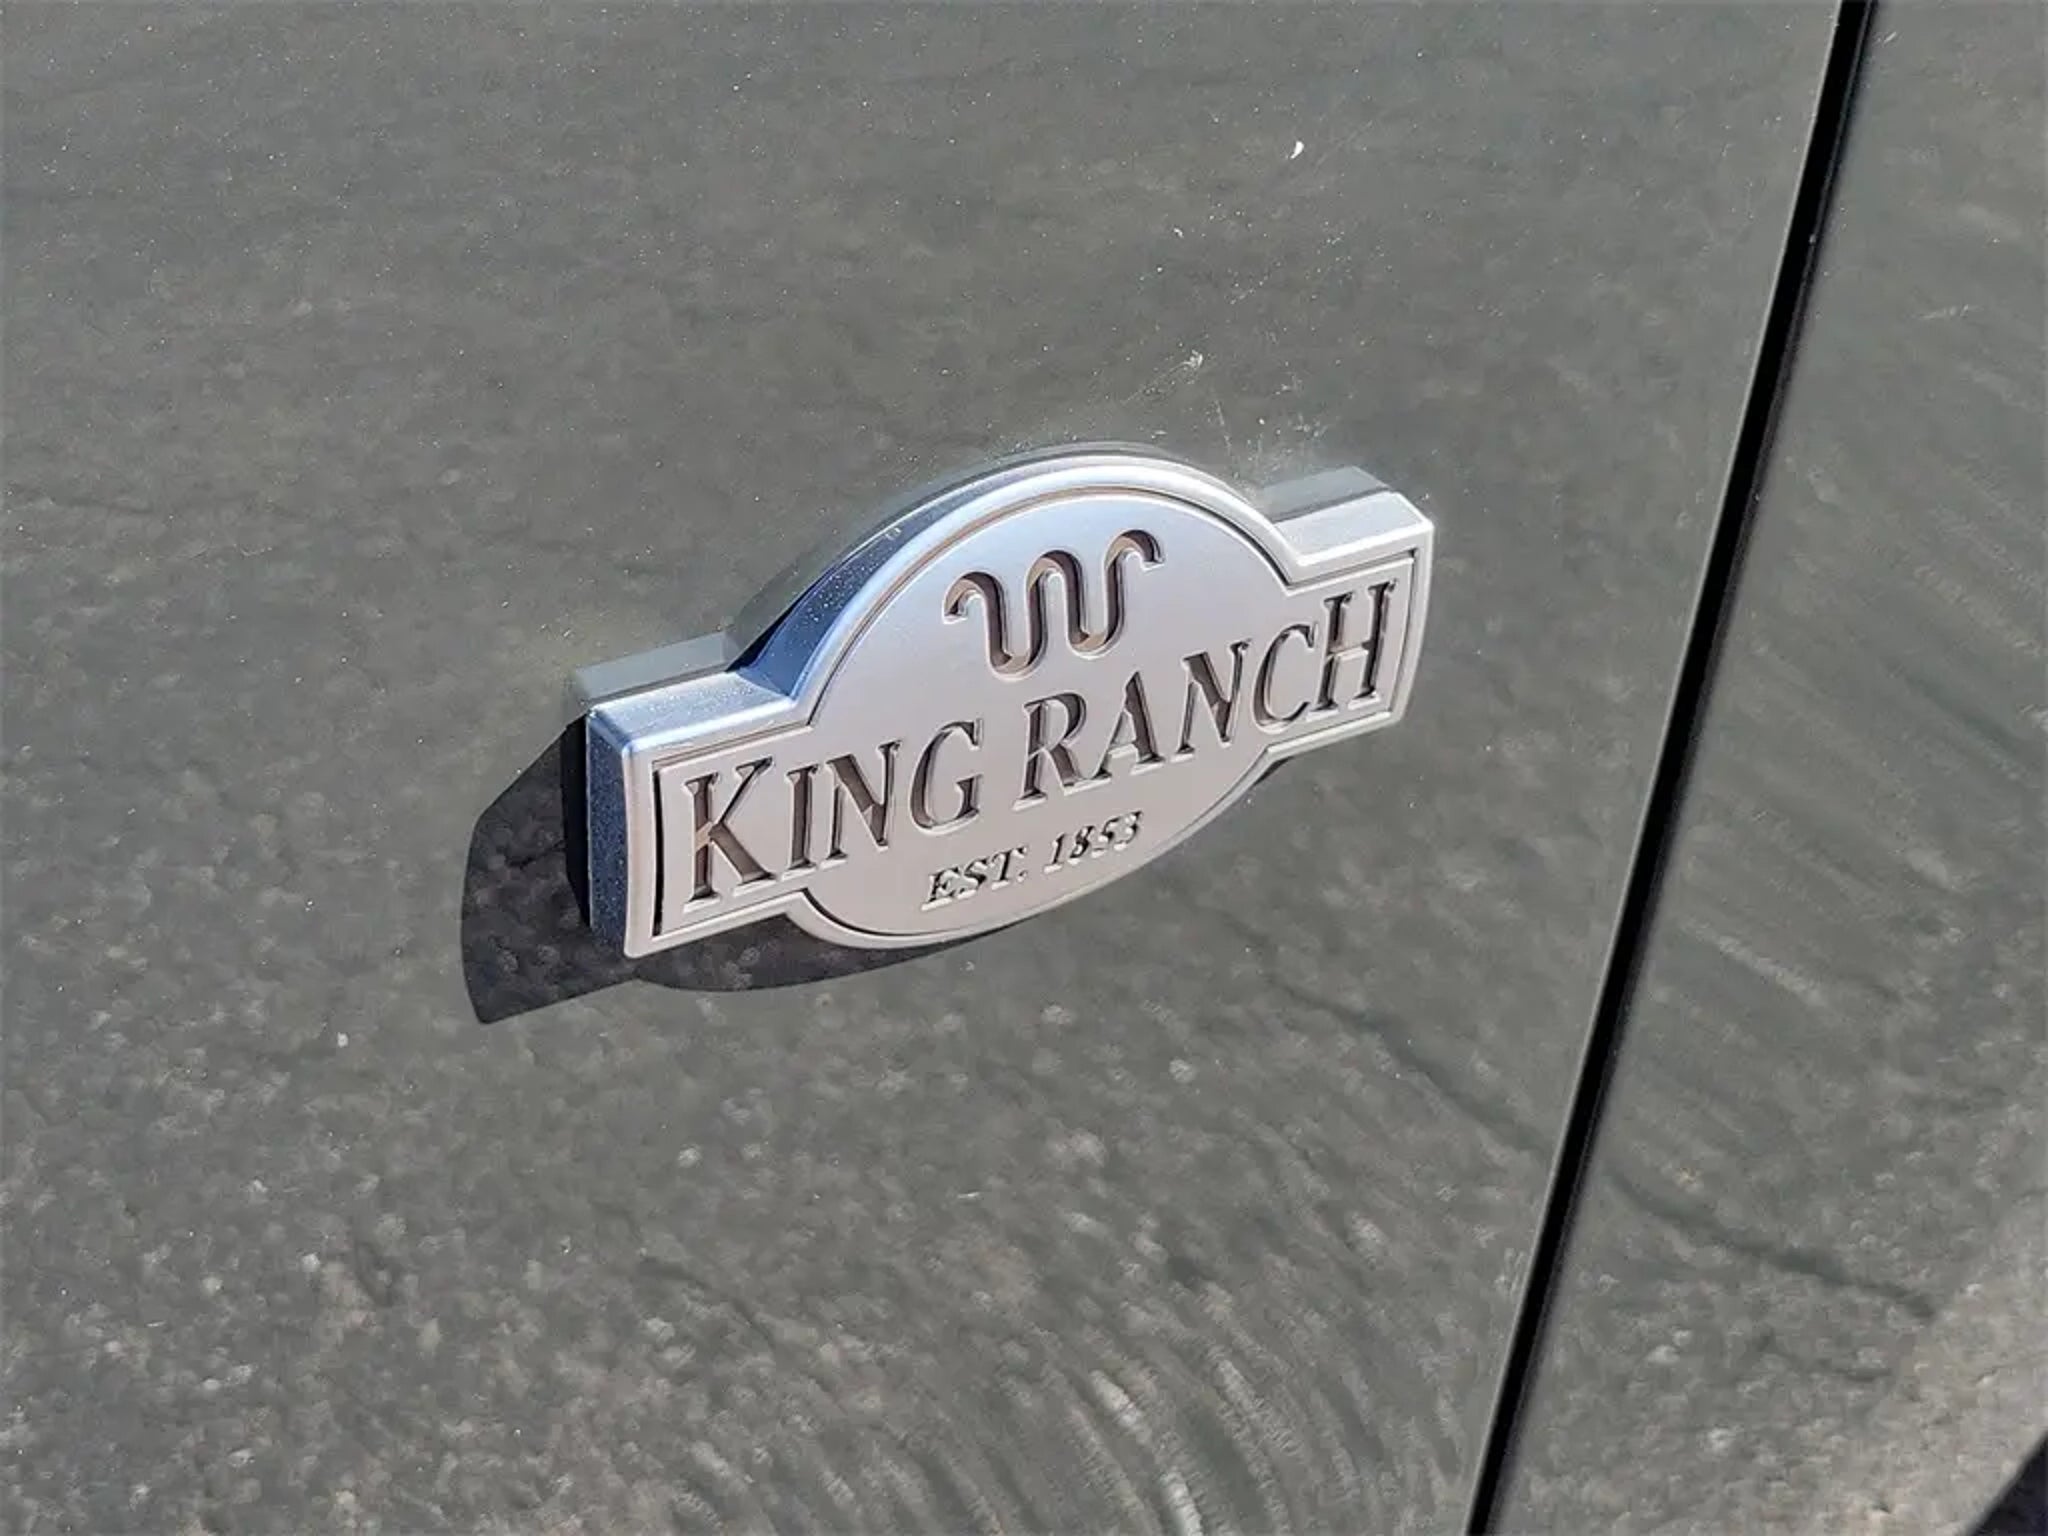 KING RANCH
EST. 1853